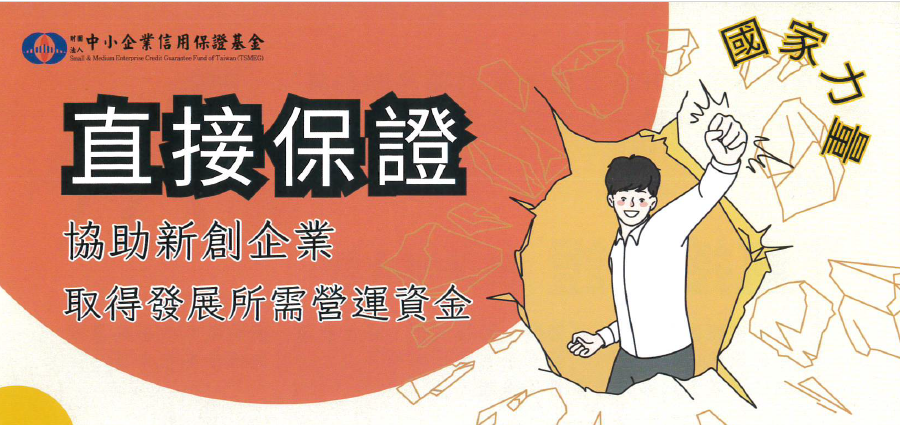 財團法人 中小企業信用保證基金
Small & Medium Enterprise Credit Guarantee Fund of Taiwan (TSMEG)
國家力量
直接保證
協助新創企業
取得發展所需營運資金